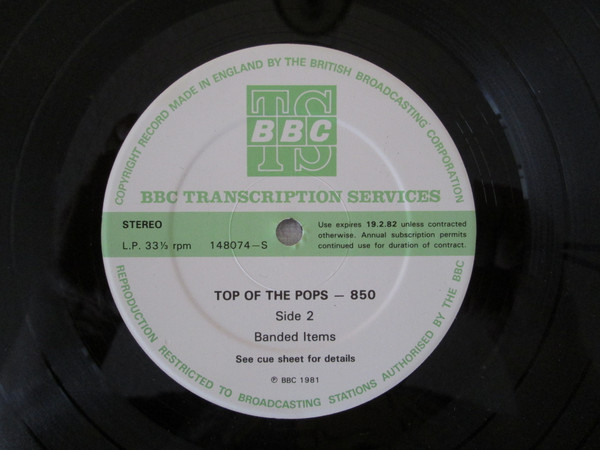 COPYRIGHT RECORD MADE IN ENGLAND BY THE BRITISH BROADCASTING CORPORATION
TS
BBC
BBC TRANSCRIPTION SERVICES
STEREO
L.P. 33⅓ rpm 148074-S
Use expires 19.2.82 unless contracted
otherwise. Annual subscription permits
continued use for duration of contract.
TOP OF THE POPS — 850
Side 2
Banded Items
See cue sheet for details
℗ BBC 1981
REPRODUCTION RESTRICTED TO BROADCASTING STATIONS AUTHORISED BY THE BBC